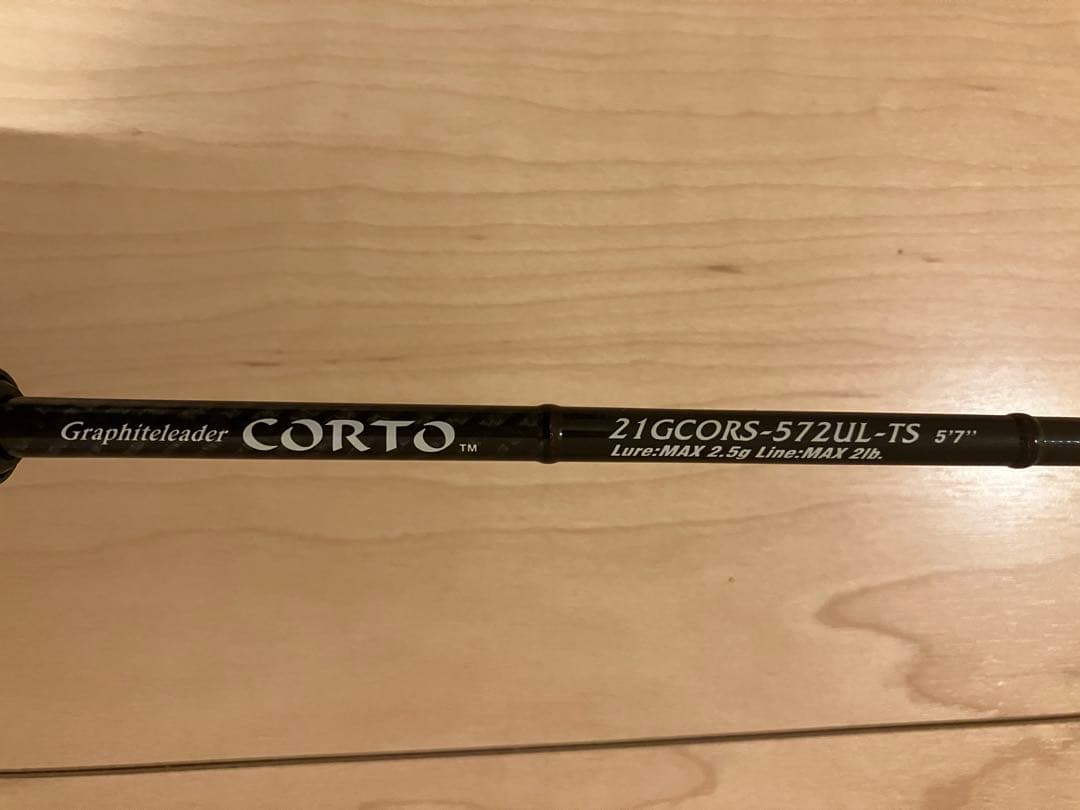 Graphiteleader CORTO™
21GCORS-572UL-TS 5'7"
Lure:MAX 2.5g Line:MAX 2lb.